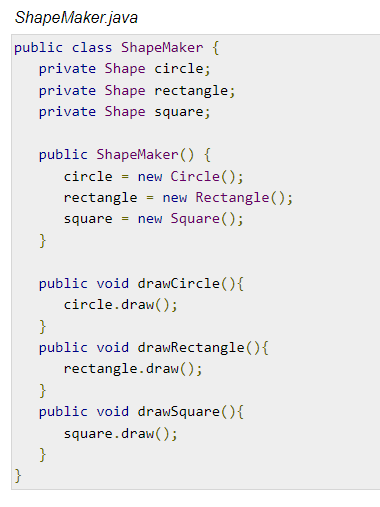 ShapeMaker.java
public class ShapeMaker {
   private Shape circle;
   private Shape rectangle;
   private Shape square;

   public ShapeMaker() {
      circle = new Circle();
      rectangle = new Rectangle();
      square = new Square();
   }

   public void drawCircle(){
      circle.draw();
   }
   public void drawRectangle(){
      rectangle.draw();
   }
   public void drawSquare(){
      square.draw();
   }
}